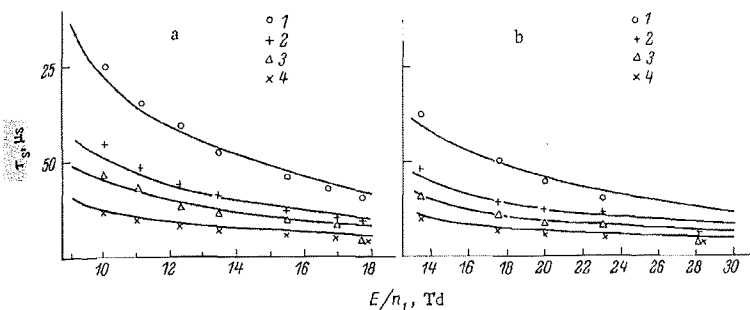 a
○ 1
+ 2
△ 3
× 4
b
○ 1
+ 2
△ 3
× 4
25
50
τs, µs
10 12 14 16 18
14 16 18 20 22 24 26 28 30
E/n₁, Td